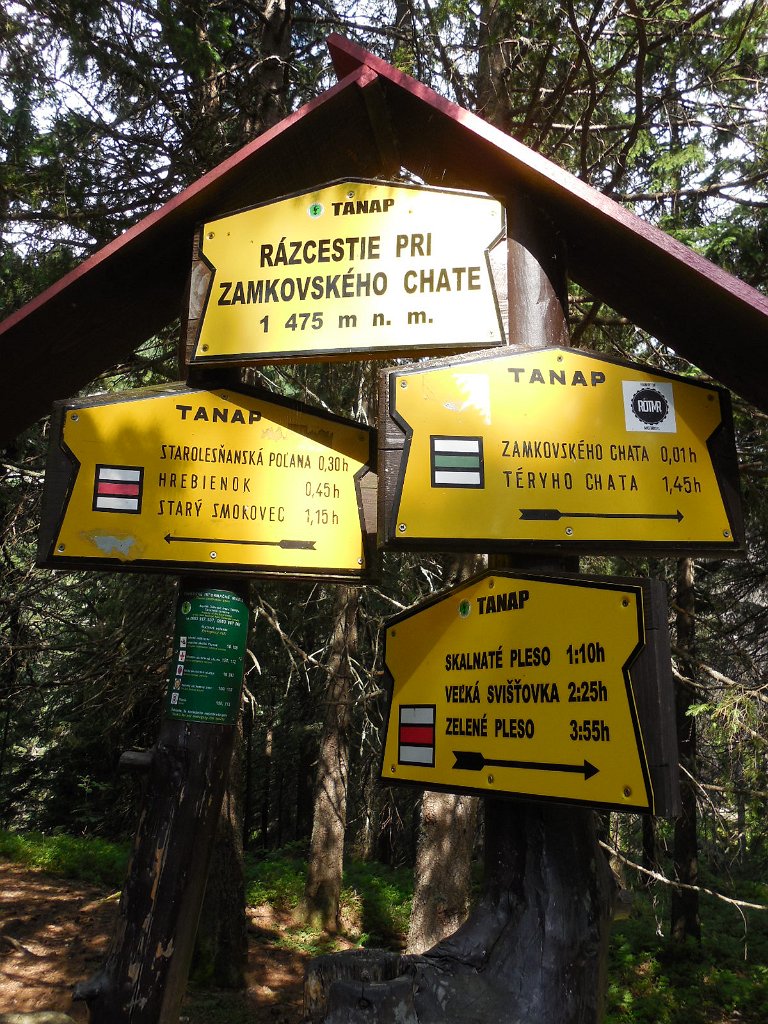 TANAP
RÁZCESTIE PRI
ZAMKOVSKÉHO CHATE
1 475 m n. m.
TANAP
STAROLESŇANSKÁ POĽANA 0,30h
HREBIENOK 0,45h
STARÝ SMOKOVEC 1,15h
TANAP
RÖTMR
ZAMKOVSKÉHO CHATA 0,01h
TÉRYHO CHATA 1,45h
TANAP
SKALNATÉ PLESO 1:10h
VEĽKÁ SVIŠŤOVKA 2:25h
ZELENÉ PLESO 3:55h